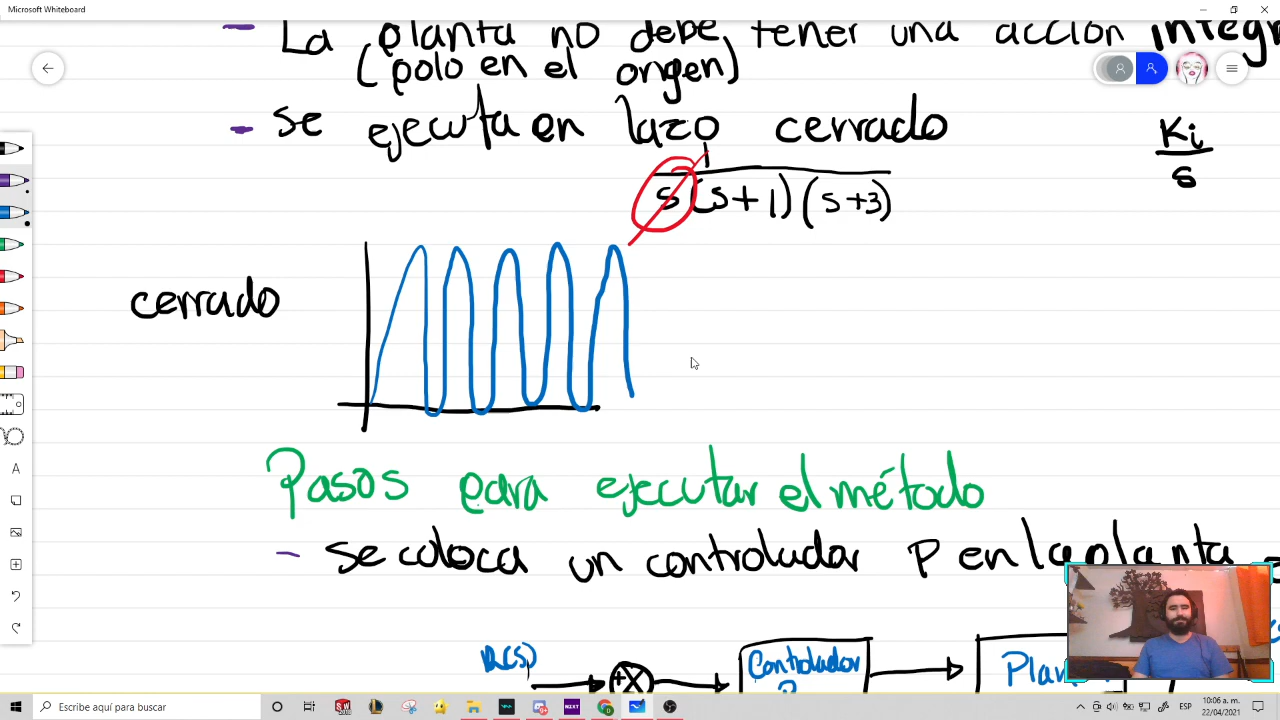 Microsoft Whiteboard
- La planta no debe tener una acción integ
(polo en el origen)
- Se ejecuta en lazo cerrado
Ki
s
1
s(s+1)(s+3)
cerrado
Pasos para ejecutar el método
- Se coloca un controlador P en la planta
R(s)
+
Controlador
P
Plan
Escribe aquí para buscar
ESP
10:06 a. m.
22/04/2021